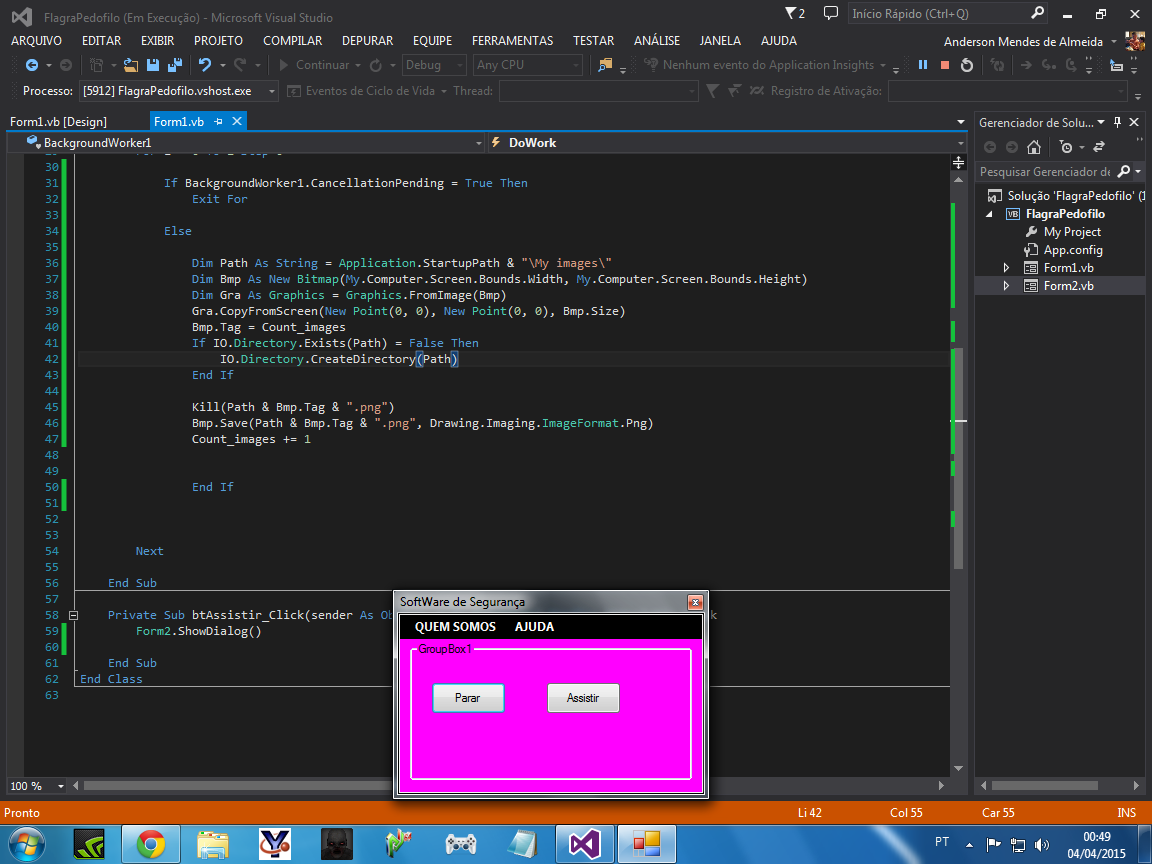 FlagraPedofilo (Em Execução) - Microsoft Visual Studio
2
Início Rápido (Ctrl+Q)
ARQUIVO EDITAR EXIBIR PROJETO COMPILAR DEPURAR EQUIPE FERRAMENTAS TESTAR ANÁLISE JANELA AJUDA
Anderson Mendes de Almeida
Continuar Debug Any CPU Nenhum evento do Application Insights
Processo: [5912] FlagraPedofilo.vshost.exe Eventos de Ciclo de Vida Thread: Registro de Ativação:
Form1.vb [Design] Form1.vb
BackgroundWorker1 DoWork
30
31 If BackgroundWorker1.CancellationPending = True Then
32 Exit For
33
34 Else
35
36 Dim Path As String = Application.StartupPath & "\My images\"
37 Dim Bmp As New Bitmap(My.Computer.Screen.Bounds.Width, My.Computer.Screen.Bounds.Height)
38 Dim Gra As Graphics = Graphics.FromImage(Bmp)
39 Gra.CopyFromScreen(New Point(0, 0), New Point(0, 0), Bmp.Size)
40 Bmp.Tag = Count_images
41 If IO.Directory.Exists(Path) = False Then
42 IO.Directory.CreateDirectory(Path)
43 End If
44
45 Kill(Path & Bmp.Tag & ".png")
46 Bmp.Save(Path & Bmp.Tag & ".png", Drawing.Imaging.ImageFormat.Png)
47 Count_images += 1
48
49
50 End If
51
52
53
54 Next
55
56 End Sub
57
58 Private Sub btAssistir_Click(sender As Ob
59 Form2.ShowDialog()
60
61 End Sub
62 End Class
63
Gerenciador de Solu...
Pesquisar Gerenciador de
Solução 'FlagraPedofilo' (1
FlagraPedofilo
My Project
App.config
Form1.vb
Form2.vb
SoftWare de Segurança
QUEM SOMOS AJUDA
GroupBox1
Parar Assistir
100 %
Pronto Li 42 Col 55 Car 55 INS
PT
00:49
04/04/2015